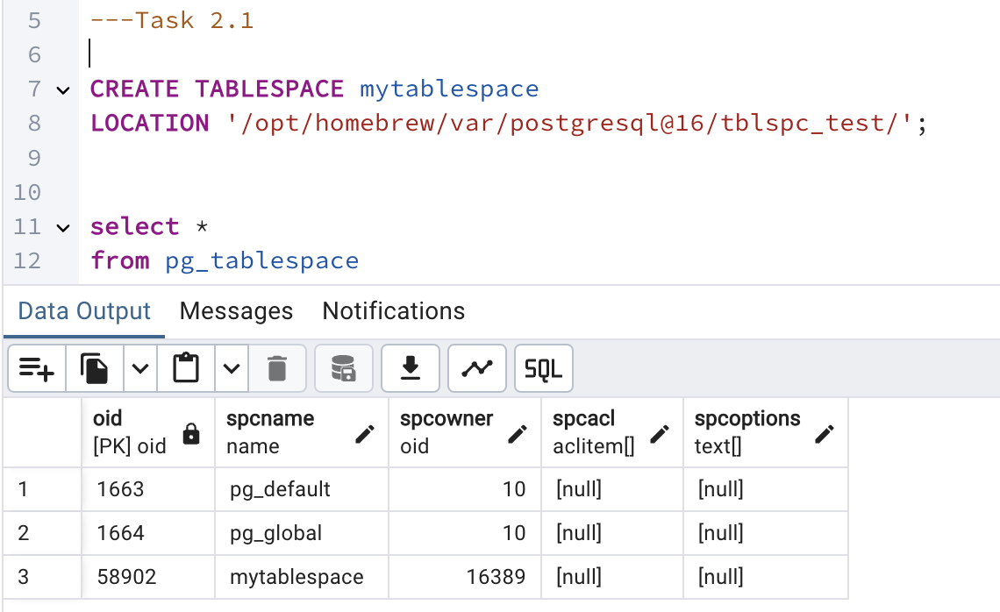 5 ---Task 2.1
6
7 CREATE TABLESPACE mytablespace
8 LOCATION '/opt/homebrew/var/postgresql@16/tblspc_test/';
9
10
11 select *
12 from pg_tablespace
Data Output Messages Notifications
SQL
oid spcname spcowner spcacl spcoptions
[PK] oid name oid aclitem[] text[]
1 1663 pg_default 10 [null] [null]
2 1664 pg_global 10 [null] [null]
3 58902 mytablespace 16389 [null] [null]